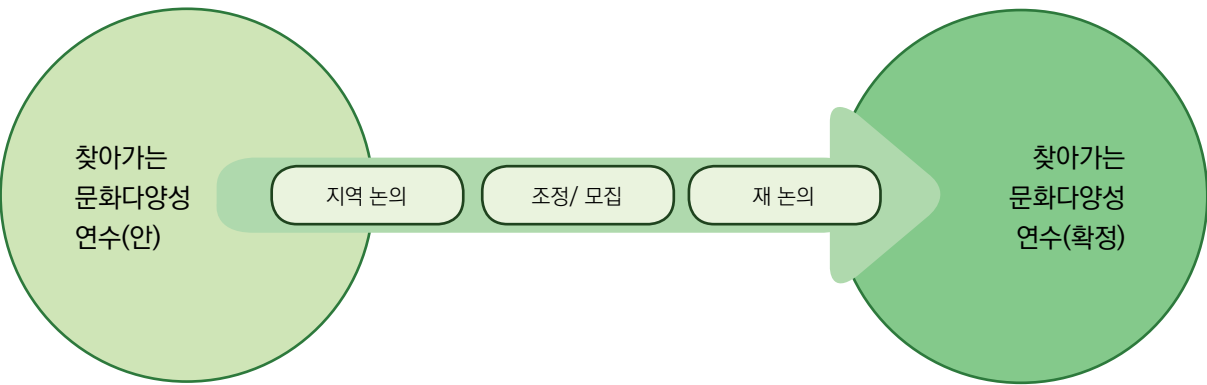 찾아가는
문화다양성
연수(안)
지역 논의
조정/ 모집
재 논의
찾아가는
문화다양성
연수(확정)